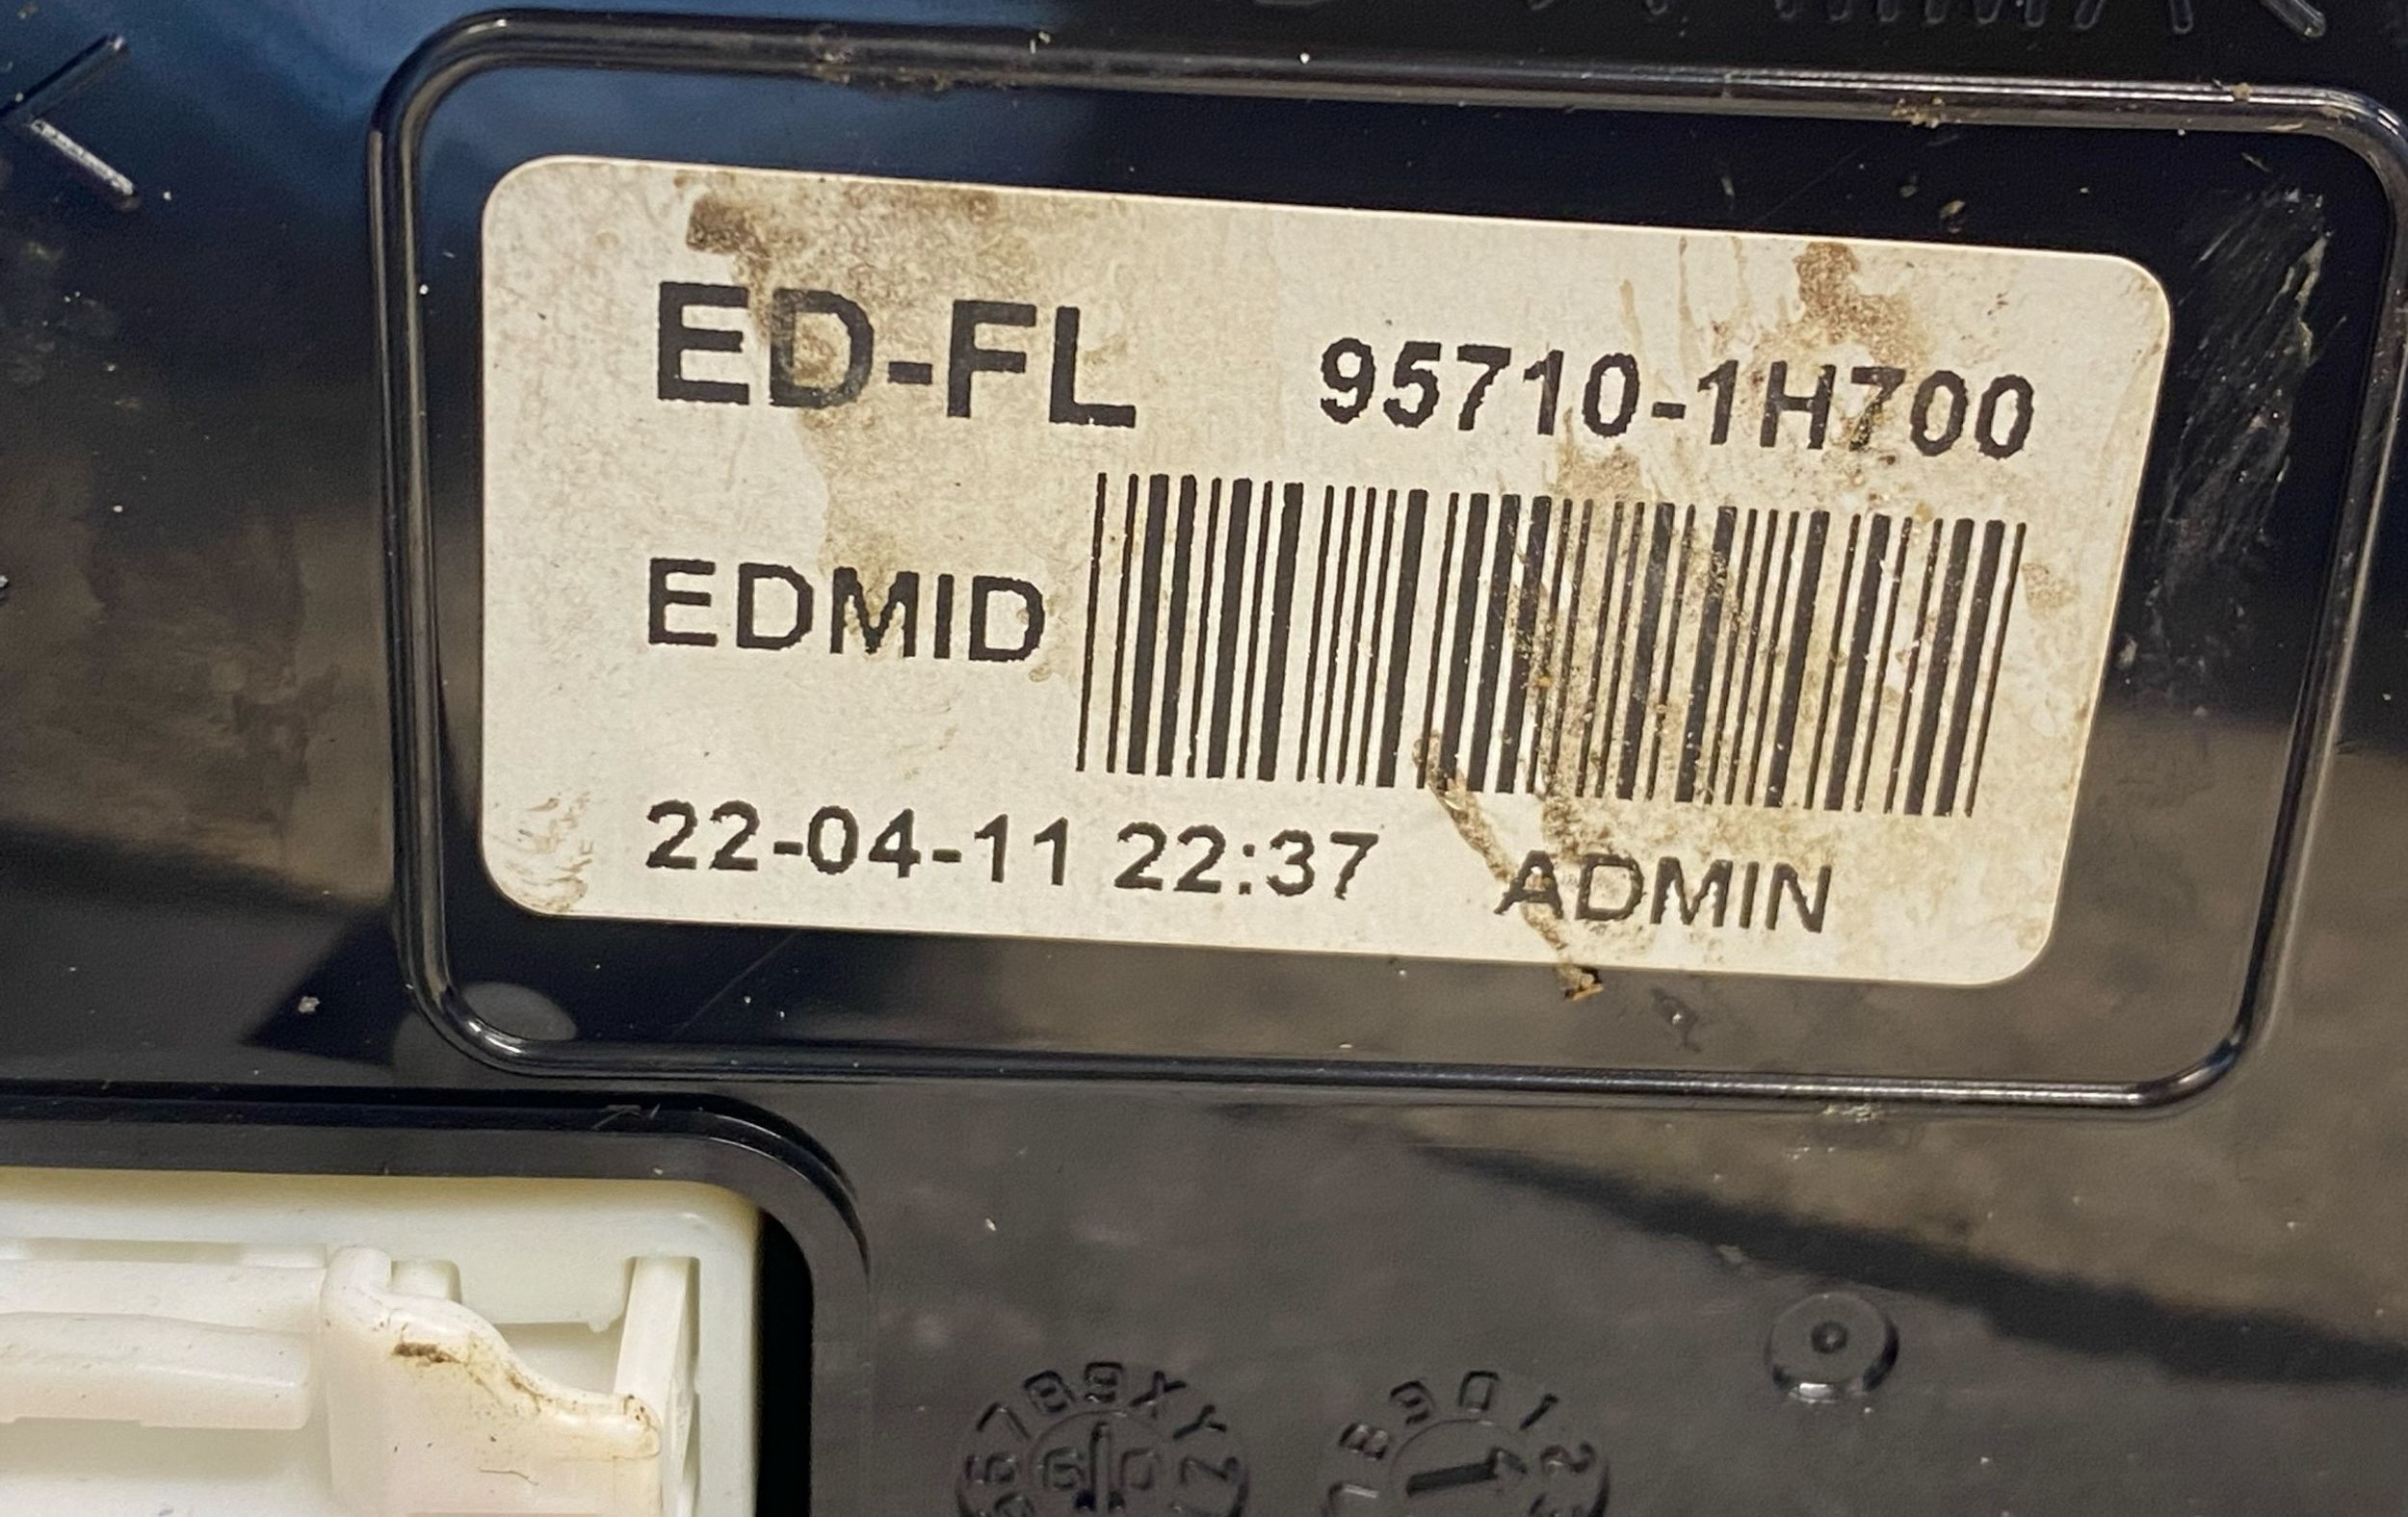 ED-FL 95710-1H700
EDMID
22-04-11 22:37 ADMIN